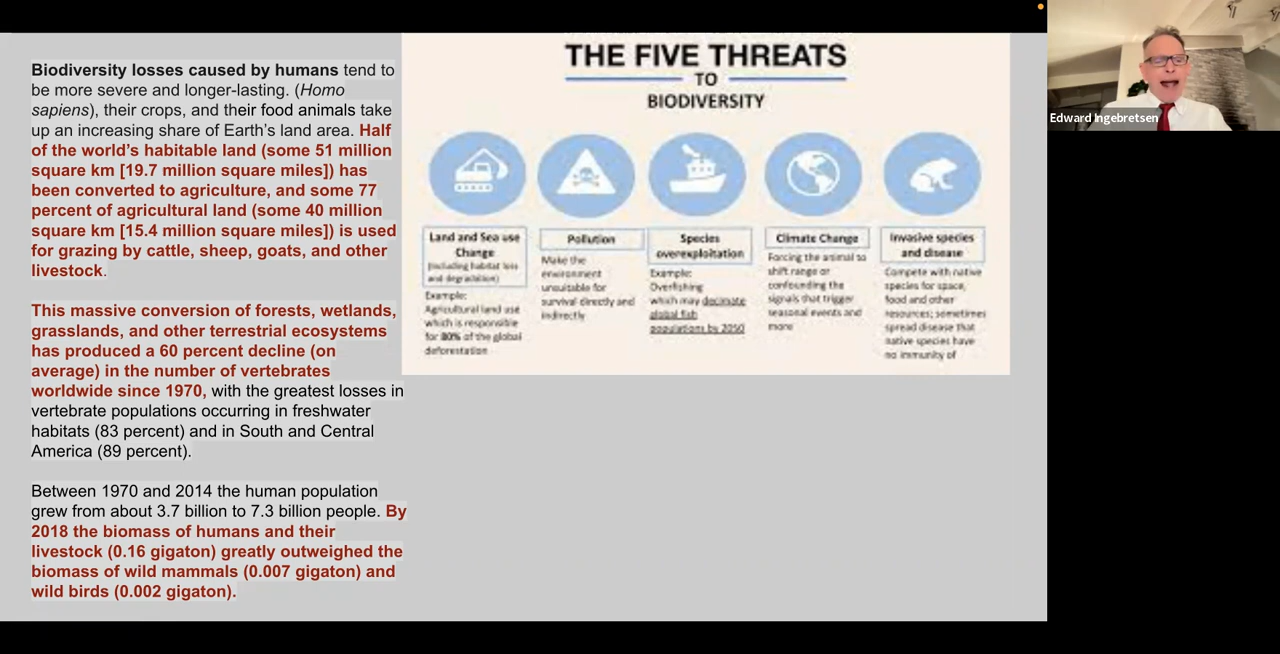 Biodiversity losses caused by humans tend to
be more severe and longer-lasting. (Homo
sapiens), their crops, and their food animals take
up an increasing share of Earth's land area. Half
of the world's habitable land (some 51 million
square km [19.7 million square miles]) has
been converted to agriculture, and some 77
percent of agricultural land (some 40 million
square km [15.4 million square miles]) is used
for grazing by cattle, sheep, goats, and other
livestock.
This massive conversion of forests, wetlands,
grasslands, and other terrestrial ecosystems
has produced a 60 percent decline (on
average) in the number of vertebrates
worldwide since 1970, with the greatest losses in
vertebrate populations occurring in freshwater
habitats (83 percent) and in South and Central
America (89 percent).
Between 1970 and 2014 the human population
grew from about 3.7 billion to 7.3 billion people. By
2018 the biomass of humans and their
livestock (0.16 gigaton) greatly outweighed the
biomass of wild mammals (0.007 gigaton) and
wild birds (0.002 gigaton).
THE FIVE THREATS
TO
BIODIVERSITY
Land and Sea use
Change
(including habitat loss
and degradation)
Example:
Agricultural land use
which is responsible
for 80% of the global
deforestation
Pollution
Make the
environment
unsuitable for
survival directly and
indirectly
Species
overexploitation
Example:
Overfishing
which may decimate
global fish
populations by 2050
Climate Change
Forcing the animal to
shift range or
confounding the
signals that trigger
seasonal events and
more
Invasive species
and disease
Compete with native
species for space,
food and other
resources; sometimes
spread disease that
native species have
no immunity of
Edward Ingebretsen